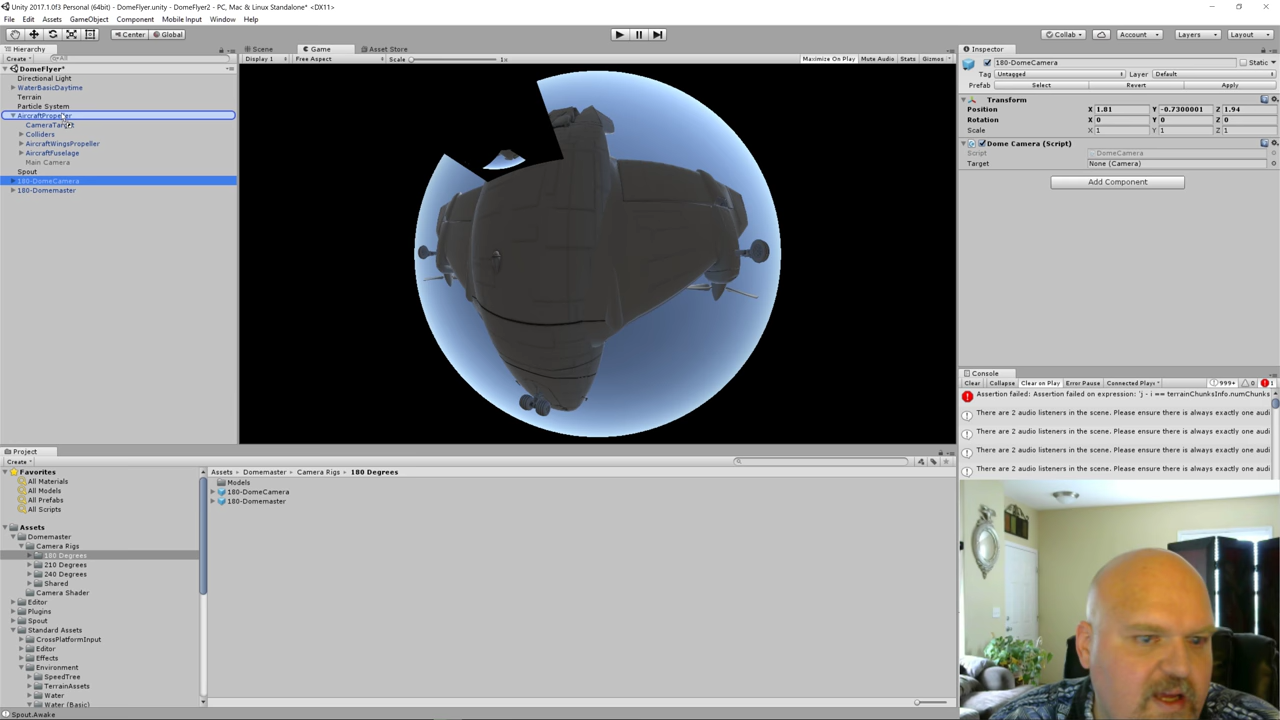 Unity 2017.1.0f3 Personal (64bit) - DomeFlyer.unity - DomeFlyer2 - PC, Mac & Linux Standalone* <DX11>
File Edit Assets GameObject Component Mobile Input Window Help
Center Global Collab Account Layers Layout
Hierarchy
Create All
DomeFlyer*
Directional Light
WaterBasicDaytime
Terrain
Particle System
AircraftPropeller
CameraTarget
Colliders
AircraftWingsPropeller
AircraftFuselage
Main Camera
Spout
180-DomeCamera
180-Domemaster
Scene Game Asset Store
Display 1 Free Aspect Scale 1x Maximize On Play Mute Audio Stats Gizmos
Inspector
180-DomeCamera Static
Tag Untagged Layer Default
Prefab Select Revert Apply
Transform
Position X 1.81 Y -0.7300001 Z 1.94
Rotation X 0 Y 0 Z 0
Scale X 1 Y 1 Z 1
Dome Camera (Script)
Script DomeCamera
Target None (Camera)
Add Component
Console
Clear Collapse Clear on Play Error Pause Connected Play 999+ 0 1
Assertion failed: Assertion failed on expression: 'j - i == terrainChunksInfo.numChunks
There are 2 audio listeners in the scene. Please ensure there is always exactly one audi
There are 2 audio listeners in the scene. Please ensure there is always exactly one audi
There are 2 audio listeners in the scene. Please ensure there is always exactly one audi
There are 2 audio listeners in the scene. Please ensure there is always exactly one audi
Project
Create
Favorites
All Materials
All Models
All Prefabs
All Scripts
Assets
Domemaster
Camera Rigs
180 Degrees
210 Degrees
240 Degrees
Shared
Camera Shader
Editor
Plugins
Spout
Standard Assets
CrossPlatformInput
Editor
Effects
Environment
SpeedTree
TerrainAssets
Water
Water (Basic)
Assets Domemaster Camera Rigs 180 Degrees
Models
180-DomeCamera
180-Domemaster
Spout.Awake